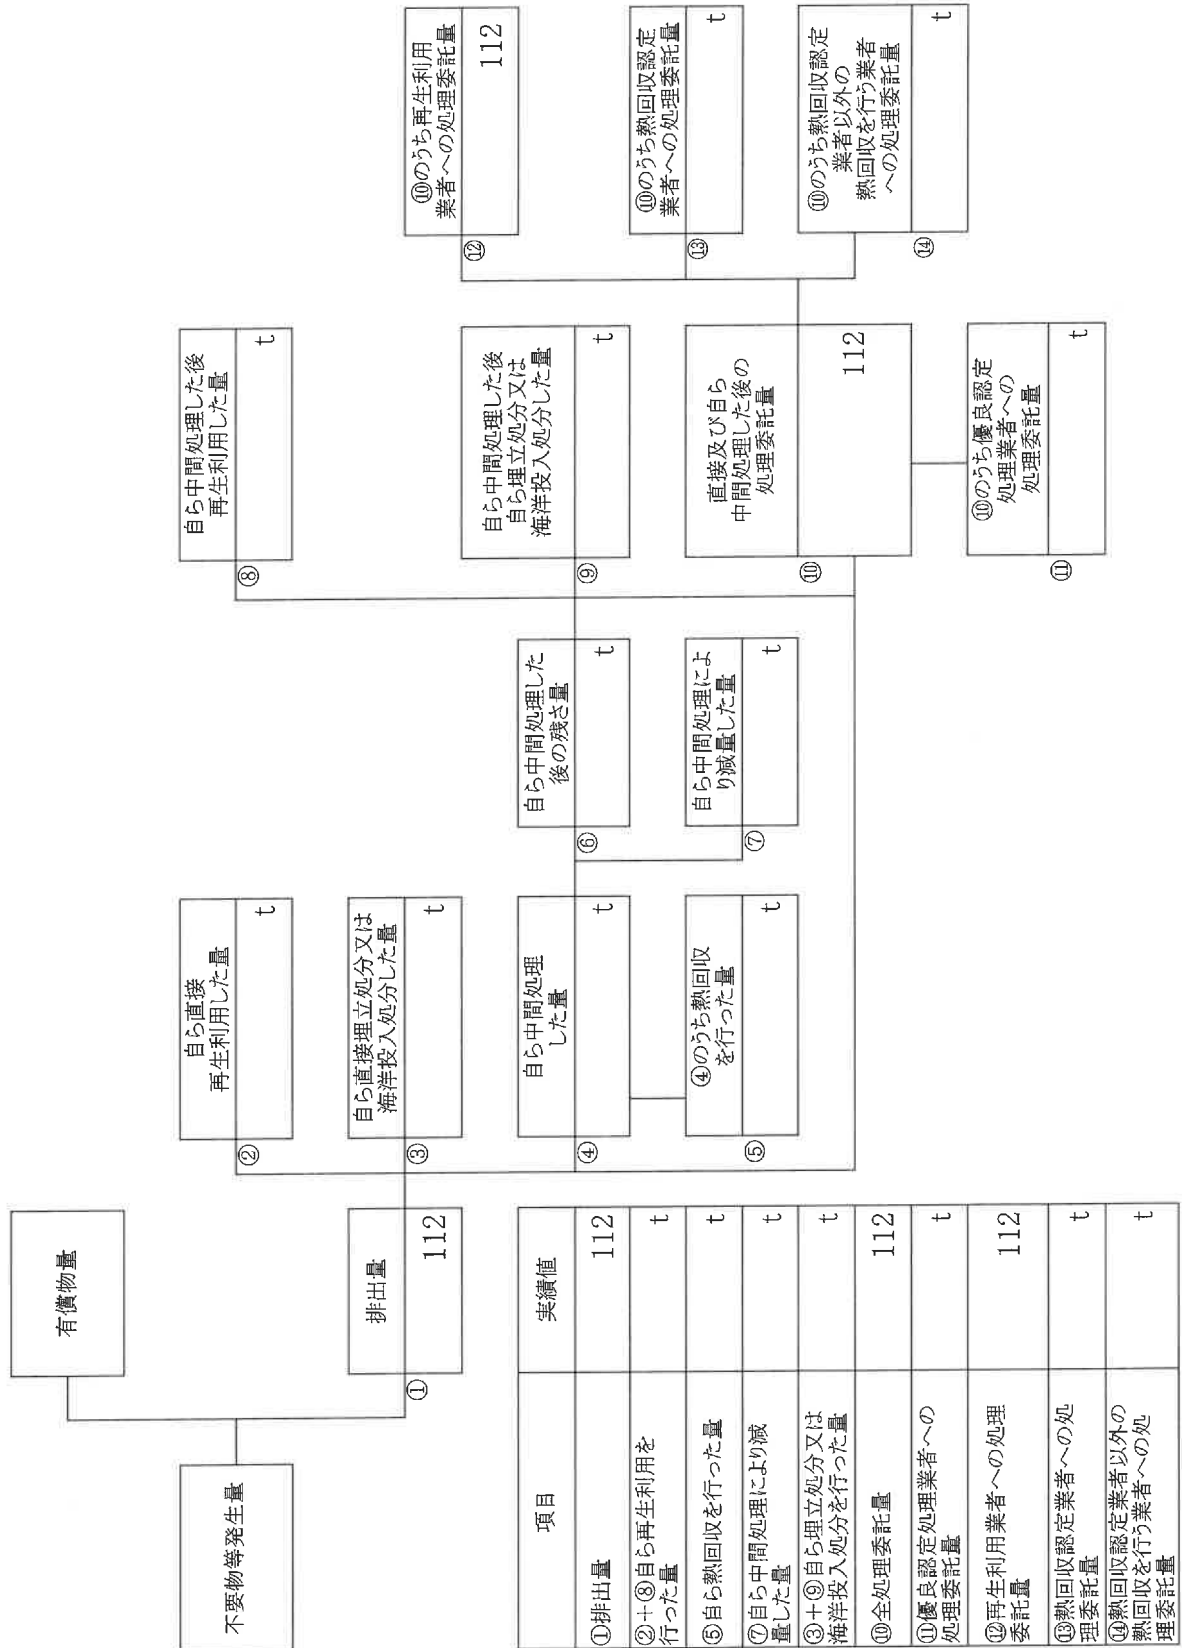 不要物等発生量
有償物量
①
排出量
112
②
自ら直接
再生利用した量
t
③
自ら直接埋立処分又は
海洋投入処分した量
t
④
自ら中間処理
した量
t
⑤
④のうち熱回収
を行った量
t
⑥
自ら中間処理した
後の残さ量
t
⑦
自ら中間処理によ
り減量した量
t
⑧
自ら中間処理した後
再生利用した量
t
⑨
自ら中間処理した後
自ら埋立処分又は
海洋投入処分した量
t
⑩
直接及び自ら
中間処理した後の
処理委託量
112
⑪
⑩のうち優良認定
処理業者への
処理委託量
t
⑫
⑩のうち再生利用
業者への処理委託量
112
⑬
⑩のうち熱回収認定
業者への処理委託量
t
⑭
⑩のうち熱回収認定
業者以外の
熱回収を行う業者
への処理委託量
t
項目
実績値
①排出量
112
②+⑧自ら再生利用を
行った量
t
⑤自ら熱回収を行った量
t
⑦自ら中間処理により減
量した量
t
③+⑨自ら埋立処分又は
海洋投入処分を行った量
t
⑩全処理委託量
112
⑪優良認定処理業者への
処理委託量
t
⑫再生利用業者への処理
委託量
112
⑬熱回収認定業者への処
理委託量
t
⑭熱回収認定業者以外の
熱回収を行う業者への処
理委託量
t